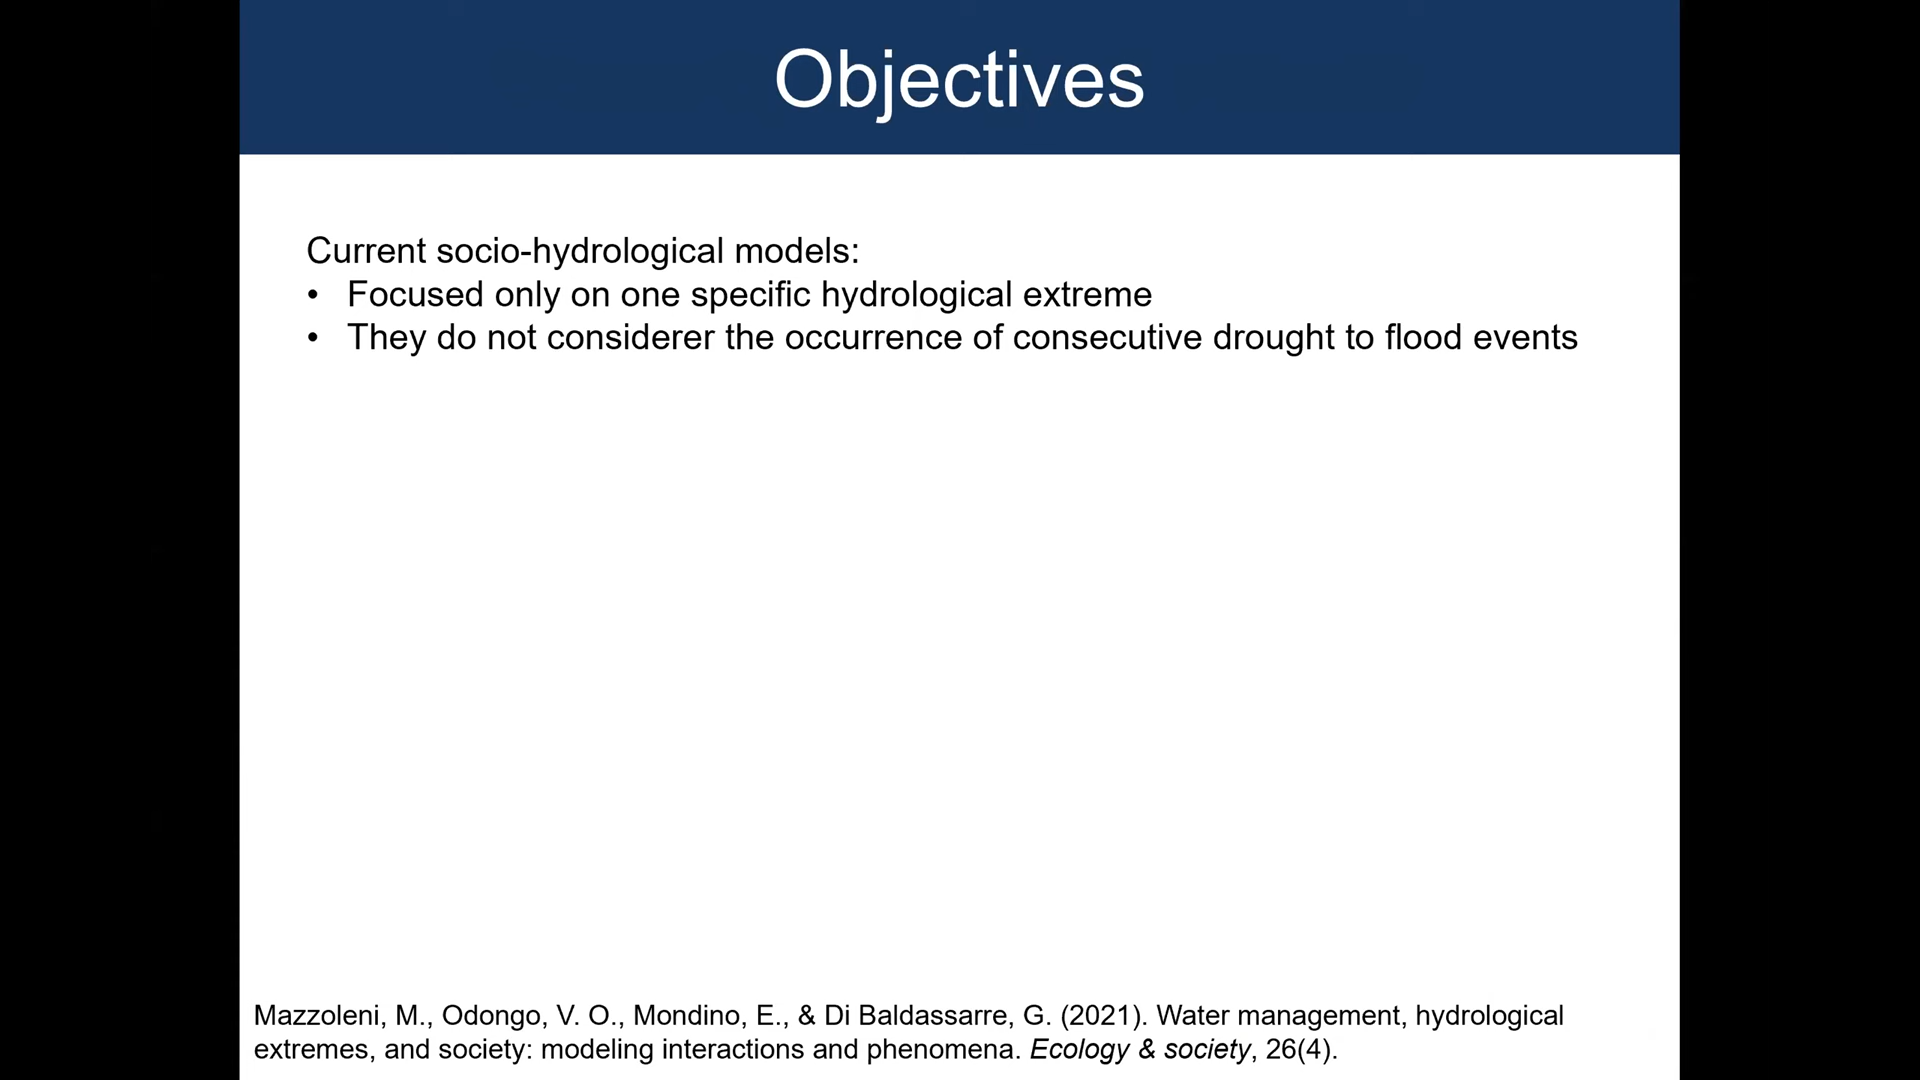 Objectives
Current socio-hydrological models:
• Focused only on one specific hydrological extreme
• They do not considerer the occurrence of consecutive drought to flood events
Mazzoleni, M., Odongo, V. O., Mondino, E., & Di Baldassarre, G. (2021). Water management, hydrological
extremes, and society: modeling interactions and phenomena. Ecology & society, 26(4).